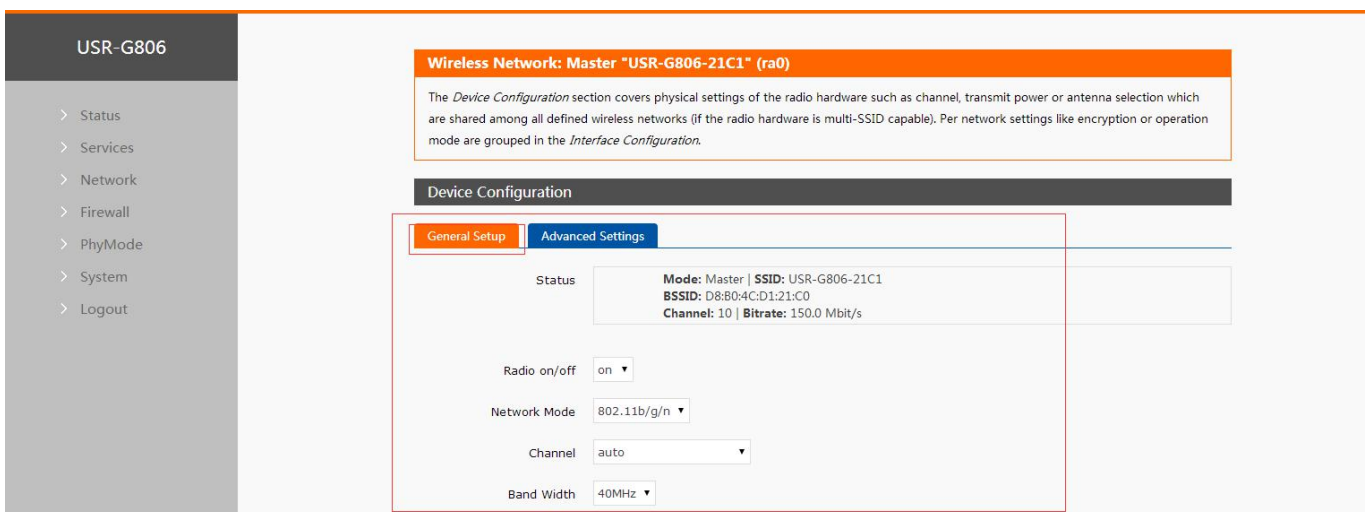 USR-G806
Status
Services
Network
Firewall
PhyMode
System
Logout
Wireless Network: Master "USR-G806-21C1" (ra0)
The Device Configuration section covers physical settings of the radio hardware such as channel, transmit power or antenna selection which
are shared among all defined wireless networks (if the radio hardware is multi-SSID capable). Per network settings like encryption or operation
mode are grouped in the Interface Configuration.
Device Configuration
General Setup Advanced Settings
Status Mode: Master | SSID: USR-G806-21C1
BSSID: D8:B0:4C:D1:21:C0
Channel: 10 | Bitrate: 150.0 Mbit/s
Radio on/off on
Network Mode 802.11b/g/n
Channel auto
Band Width 40MHz